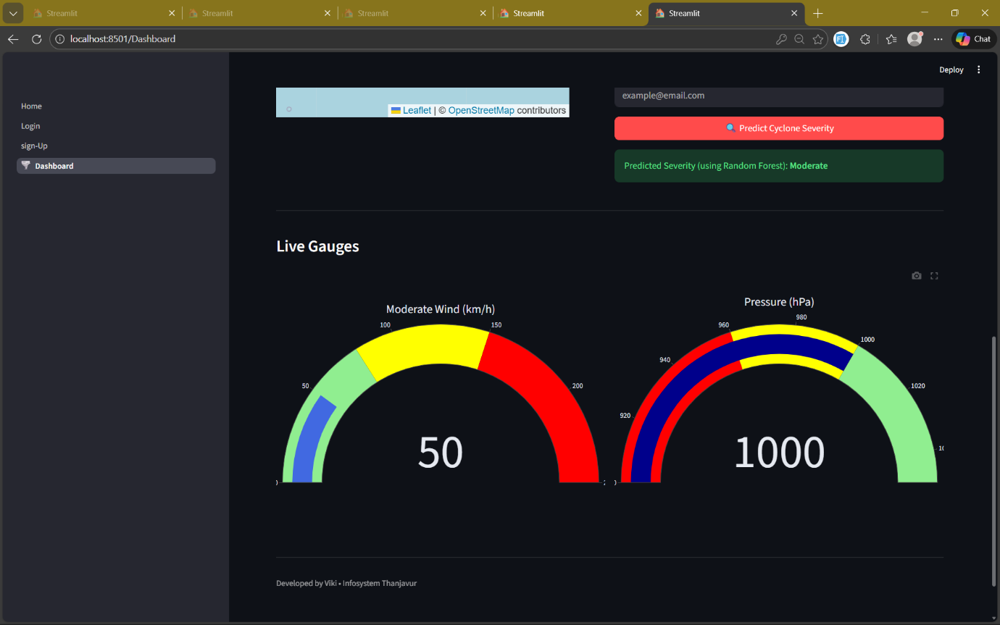 Streamlit
Streamlit
Streamlit
Streamlit
Streamlit
localhost:8501/Dashboard
Chat
Deploy
Home
Login
sign-Up
Dashboard
Leaflet | © OpenStreetMap contributors
example@email.com
Predict Cyclone Severity
Predicted Severity (using Random Forest): Moderate
Live Gauges
Moderate Wind (km/h)
50
100
150
200
50
Pressure (hPa)
920
940
960
980
1000
1020
1000
Developed by Viki • Infosystem Thanjavur